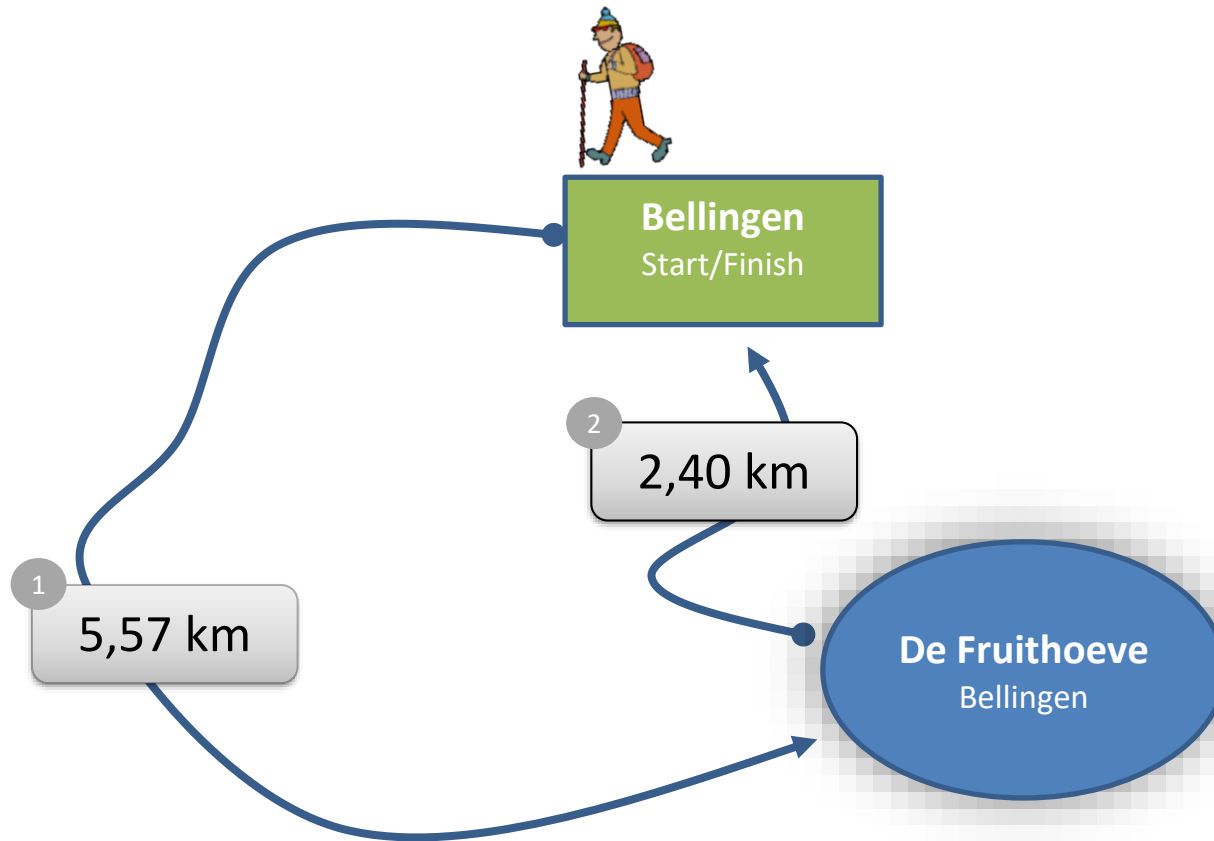 Bellingen
Start/Finish
2
2,40 km
1
5,57 km
De Fruithoeve
Bellingen